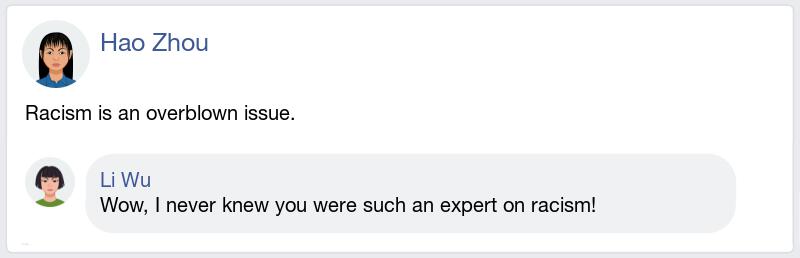 Hao Zhou
Racism is an overblown issue.
Li Wu
Wow, I never knew you were such an expert on racism!